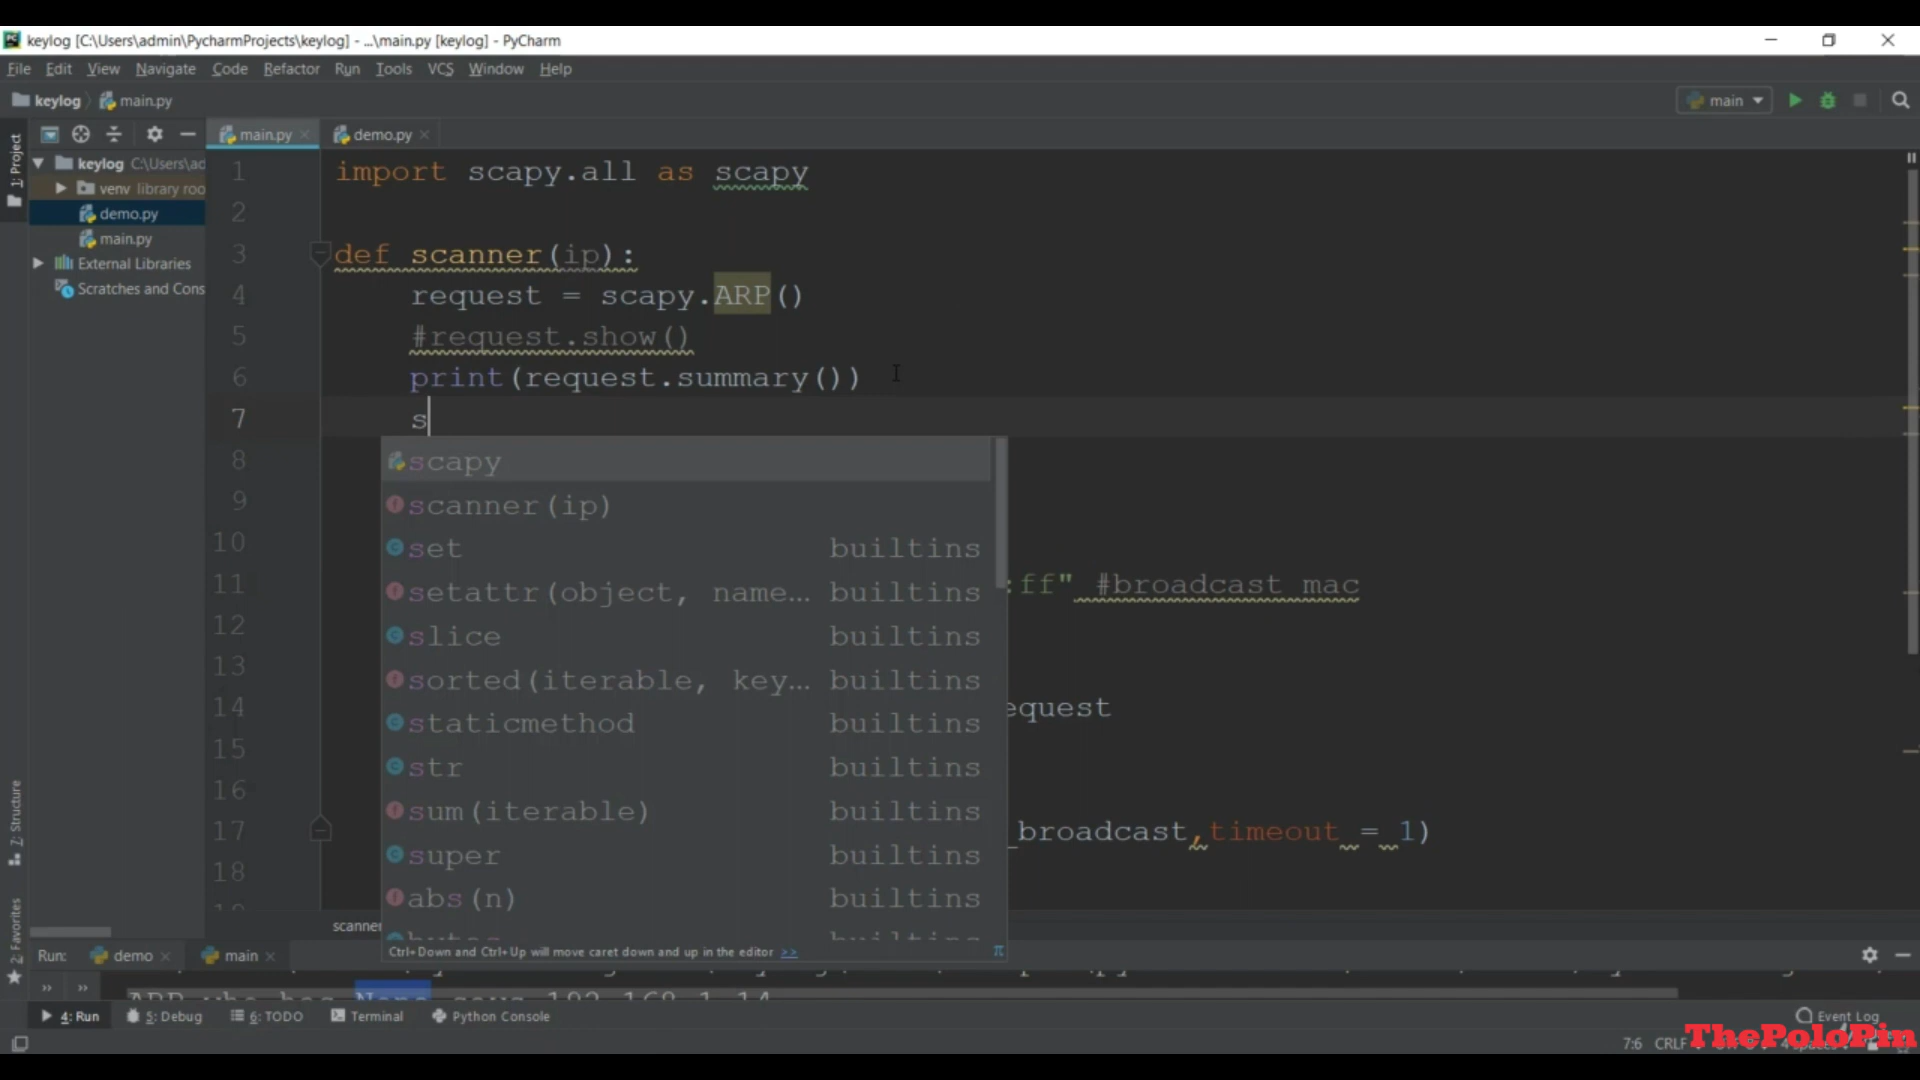 keylog [C:\Users\admin\PycharmProjects\keylog] - ...\main.py [keylog] - PyCharm
File Edit View Navigate Code Refactor Run Tools VCS Window Help
keylog main.py main
1: Project
main.py demo.py
keylog C:\Users\ad
venv library roo
demo.py
main.py
External Libraries
Scratches and Cons
1 import scapy.all as scapy
2
3 def scanner(ip):
4 request = scapy.ARP()
5 #request.show()
6 print(request.summary())
7 s
8 scapy
9 scanner(ip)
10 set builtins
11 :ff" #broadcast mac
setattr(object, name... builtins
12 slice builtins
13 sorted(iterable, key... builtins
14 equest
staticmethod builtins
15 str builtins
16 sum(iterable) builtins
17 _broadcast,timeout = 1)
18 super builtins
abs(n) builtins
scanner
Ctrl+Down and Ctrl+Up will move caret down and up in the editor >>
Z: Structure
2: Favorites
Run: demo main
ARP who has None says 192.168.1.14
4: Run 5: Debug 6: TODO Terminal Python Console Event Log
7:6 CRLF
ThePoloPin